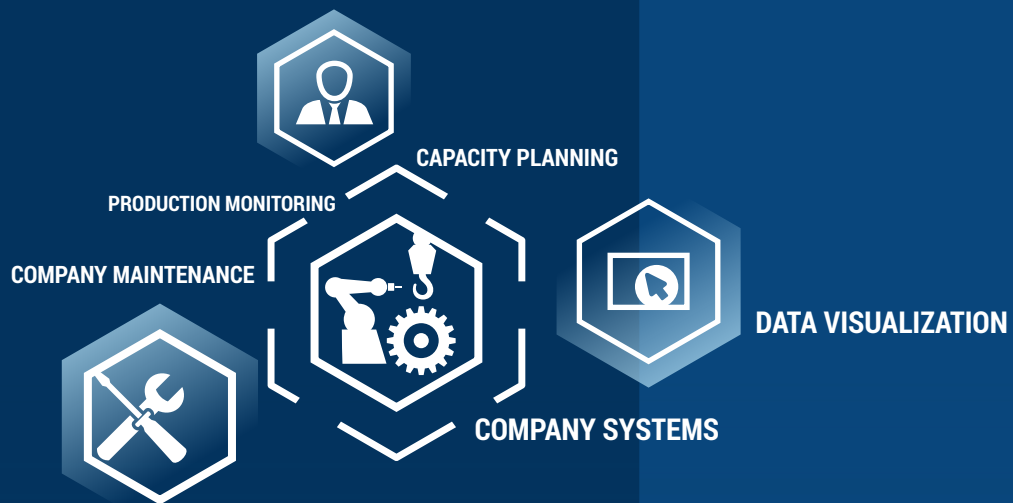 CAPACITY PLANNING
PRODUCTION MONITORING
COMPANY MAINTENANCE
DATA VISUALIZATION
COMPANY SYSTEMS